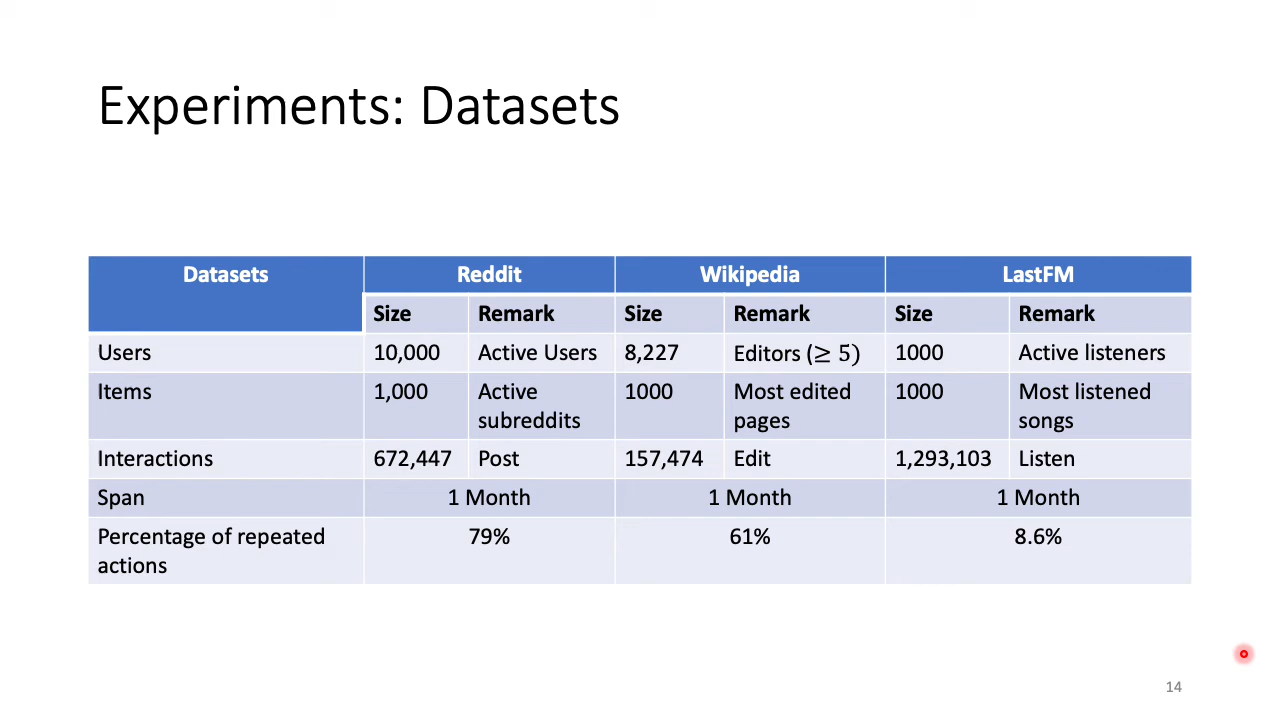 Experiments: Datasets
Datasets Reddit Wikipedia LastFM
Size Remark Size Remark Size Remark
Users 10,000 Active Users 8,227 Editors (≥ 5) 1000 Active listeners
Items 1,000 Active 1000 Most edited 1000 Most listened
subreddits pages songs
Interactions 672,447 Post 157,474 Edit 1,293,103 Listen
Span 1 Month 1 Month 1 Month
Percentage of repeated 79% 61% 8.6%
actions
14